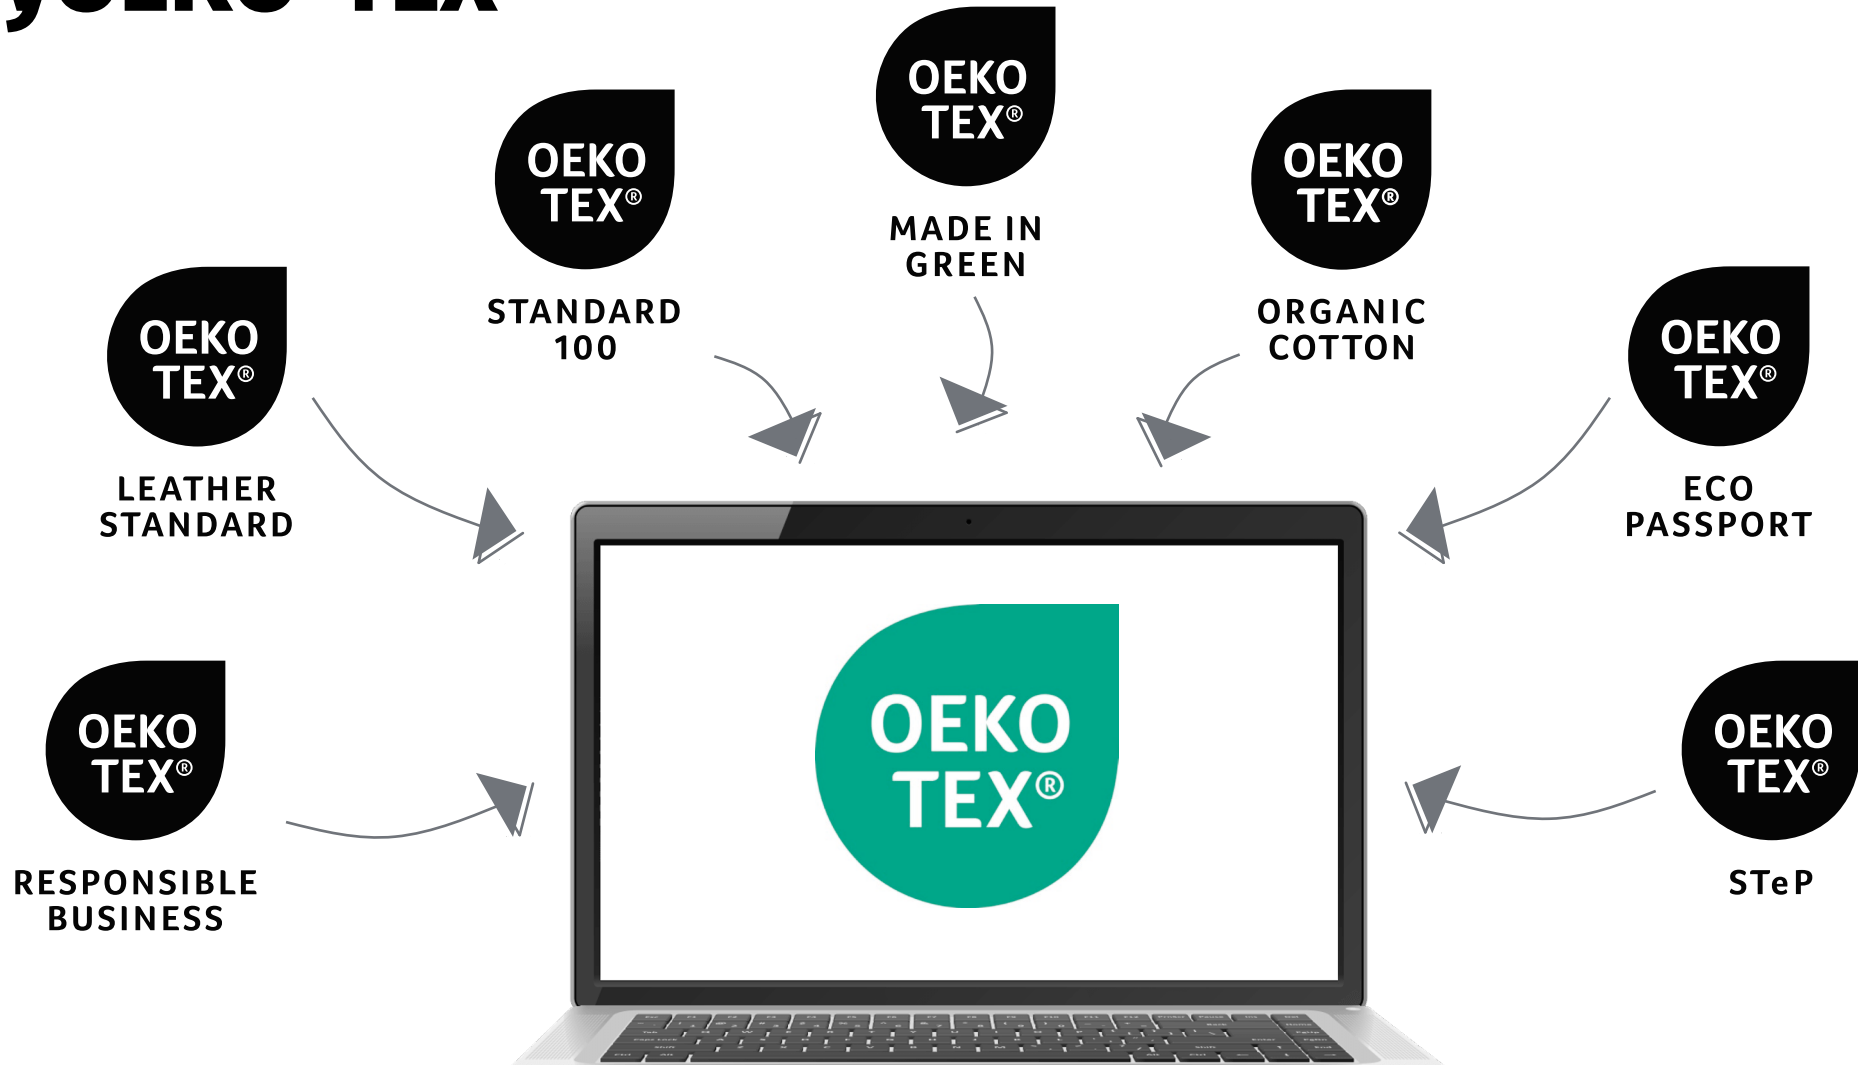 OEKO
TEX®
MADE IN
GREEN
OEKO
TEX®
STANDARD
100
OEKO
TEX®
ORGANIC
COTTON
OEKO
TEX®
LEATHER
STANDARD
OEKO
TEX®
ECO
PASSPORT
OEKO
TEX®
OEKO
TEX®
RESPONSIBLE
BUSINESS
OEKO
TEX®
STeP